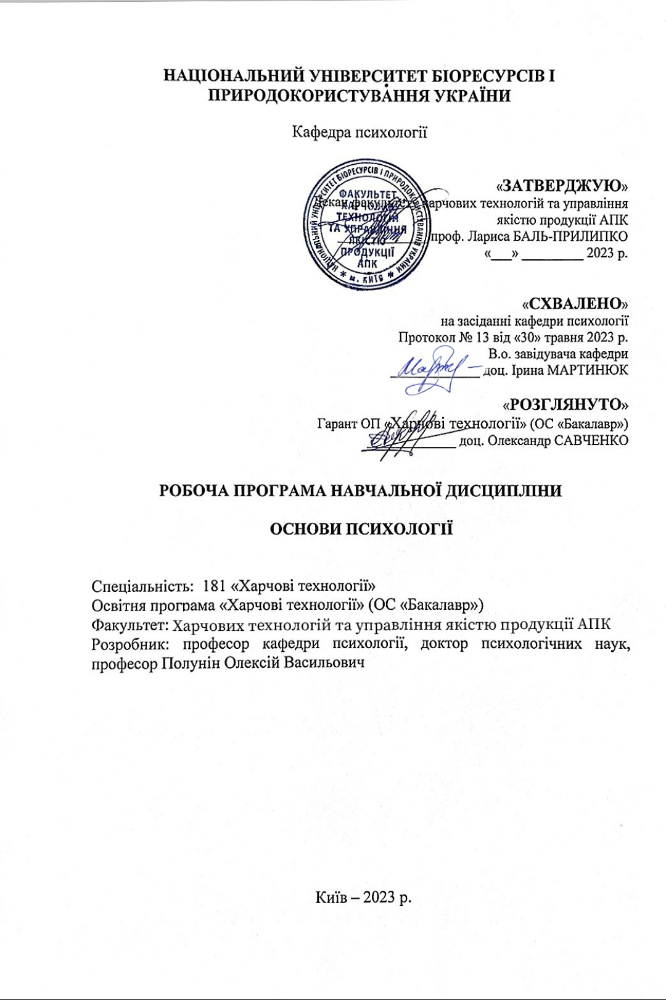 НАЦІОНАЛЬНИЙ УНІВЕРСИТЕТ БІОРЕСУРСІВ І
ПРИРОДОКОРИСТУВАННЯ УКРАЇНИ
Кафедра психології
«ЗАТВЕРДЖУЮ»
Декан факультету харчових технологій та управління
якістю продукції АПК
проф. Лариса БАЛЬ-ПРИЛИПКО
«___» _________ 2023 р.
НАЦІОНАЛЬНИЙ УНІВЕРСИТЕТ БІОРЕСУРСІВ І ПРИРОДОКОРИСТУВАННЯ УКРАЇНИ
* м. КИЇВ *
ФАКУЛЬТЕТ
ХАРЧОВИХ
ТЕХНОЛОГІЙ
ТА УПРАВЛІННЯ
ЯКІСТЮ
ПРОДУКЦІЇ
АПК
«СХВАЛЕНО»
на засіданні кафедри психології
Протокол № 13 від «30» травня 2023 р.
В.о. завідувача кафедри
_____________ доц. Ірина МАРТИНЮК
«РОЗГЛЯНУТО»
Гарант ОП «Харчові технології» (ОС «Бакалавр»)
_____________ доц. Олександр САВЧЕНКО
РОБОЧА ПРОГРАМА НАВЧАЛЬНОЇ ДИСЦИПЛІНИ
ОСНОВИ ПСИХОЛОГІЇ
Спеціальність: 181 «Харчові технології»
Освітня програма «Харчові технології» (ОС «Бакалавр»)
Факультет: Харчових технологій та управління якістю продукції АПК
Розробник: професор кафедри психології, доктор психологічних наук,
професор Полунін Олексій Васильович
Київ – 2023 р.